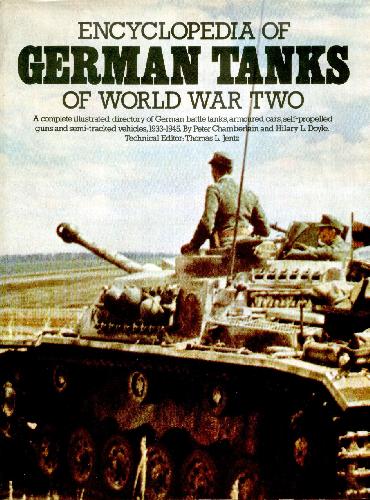 ENCYCLOPEDIA OF
GERMAN TANKS
OF WORLD WAR TWO
A complete illustrated directory of German battle tanks, armoured cars, self-propelled
guns and semi-tracked vehicles, 1933-1945. By Peter Chamberlain and Hilary L. Doyle.
Technical Editor: Thomas L. Jentz